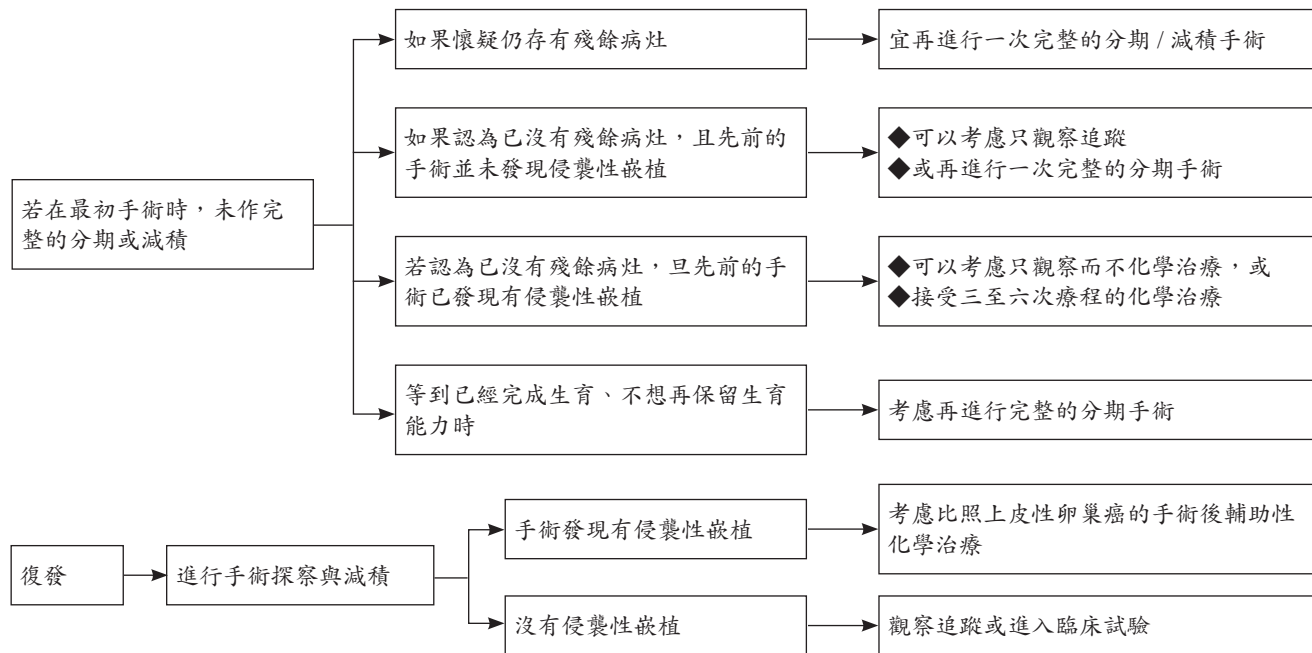 如果懷疑仍存有殘餘病灶
宜再進行一次完整的分期 / 減積手術
如果認為已沒有殘餘病灶，且先前的
手術並未發現侵襲性嵌植
◆可以考慮只觀察追蹤
◆或再進行一次完整的分期手術
若在最初手術時，未作完
整的分期或減積
若認為已沒有殘餘病灶，旦先前的手
術已發現有侵襲性嵌植
◆可以考慮只觀察而不化學治療，或
◆接受三至六次療程的化學治療
等到已經完成生育、不想再保留生育
能力時
考慮再進行完整的分期手術
復發
進行手術探察與減積
手術發現有侵襲性嵌植
考慮比照上皮性卵巢癌的手術後輔助性
化學治療
沒有侵襲性嵌植
觀察追蹤或進入臨床試驗